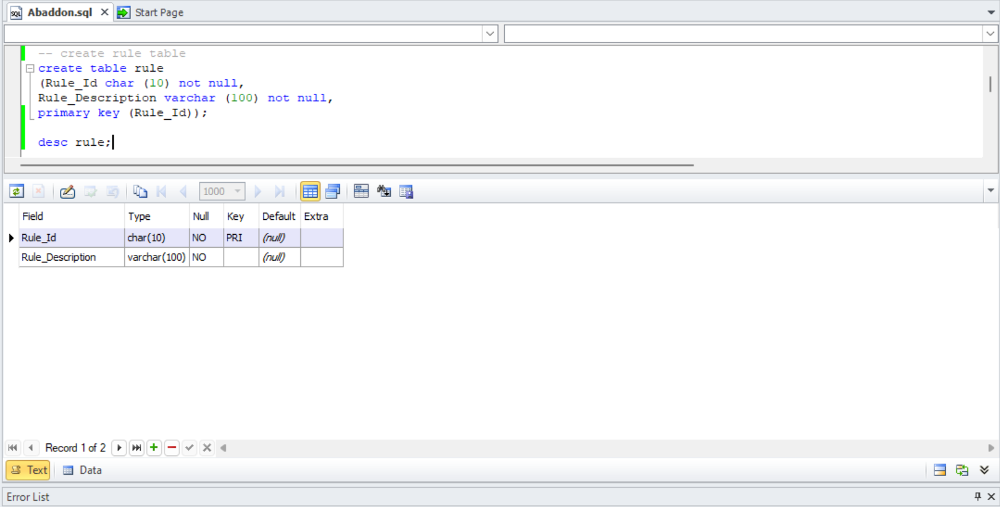 Abaddon.sql
Start Page
-- create rule table
create table rule
(Rule_Id char (10) not null,
Rule_Description varchar (100) not null,
primary key (Rule_Id));
desc rule;
1000
Field Type Null Key Default Extra
Rule_Id char(10) NO PRI (null)
Rule_Description varchar(100) NO (null)
Record 1 of 2
Text Data
Error List